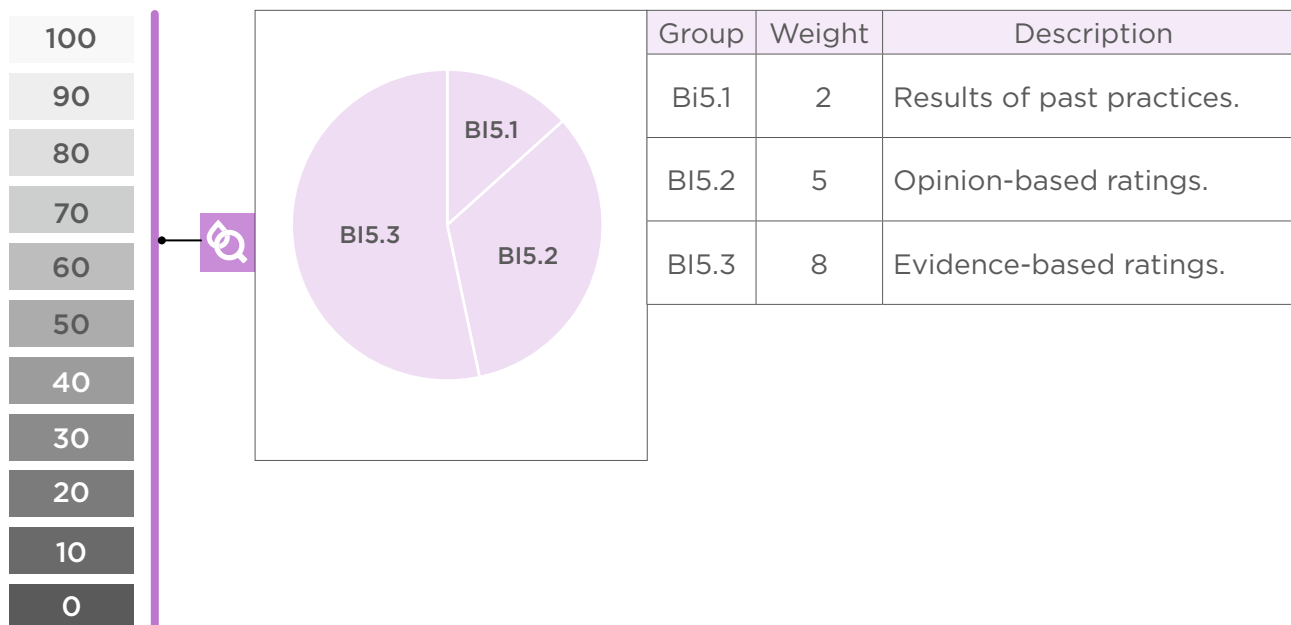 100
90
80
70
60
50
40
30
20
10
0
BI5.1
BI5.2
BI5.3
Group Weight Description
Bi5.1 2 Results of past practices.
BI5.2 5 Opinion-based ratings.
BI5.3 8 Evidence-based ratings.